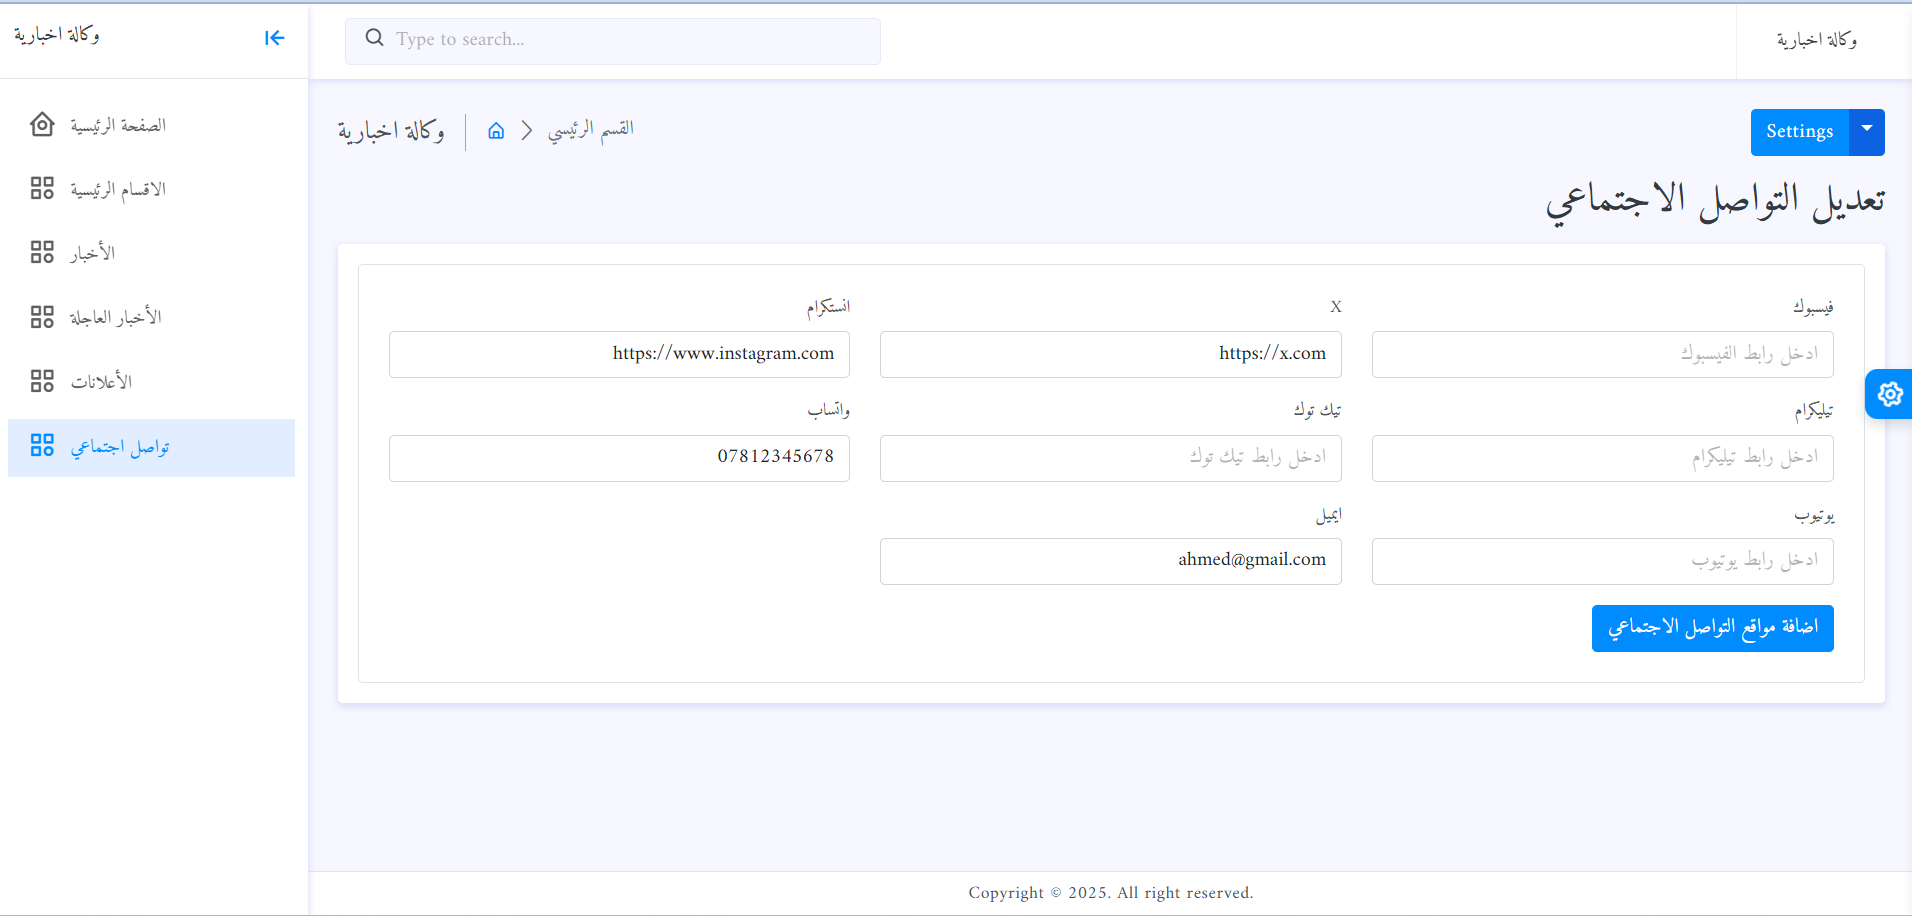 وكالة اخبارية
Type to search...
وكالة اخبارية
الصفحة الرئيسية
الاقسام الرئيسية
الأخبار
الأخبار العاجلة
الأعلانات
تواصل اجتماعي
وكالة اخبارية
القسم الرئيسي
Settings
تعديل التواصل الاجتماعي
فيسبوك
X
انستكرام
ادخل رابط الفيسبوك
https://x.com
https://www.instagram.com
تيليكرام
تيك توك
واتساب
ادخل رابط تيليكرام
ادخل رابط تيك توك
07812345678
يوتيوب
ايميل
ادخل رابط يوتيوب
ahmed@gmail.com
اضافة مواقع التواصل الاجتماعي
Copyright © 2025. All right reserved.